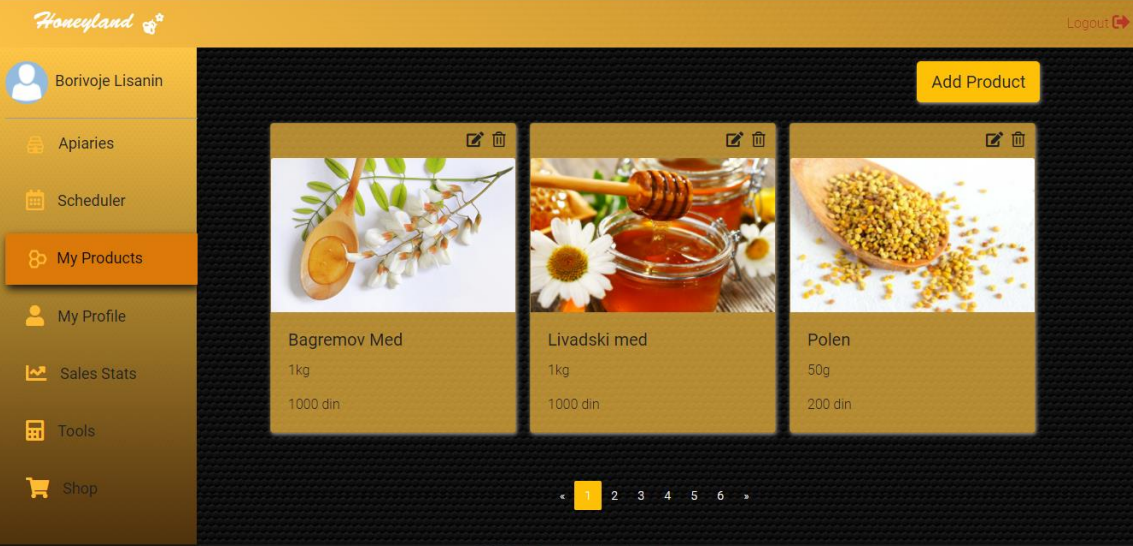 Honeyland
Logout
Borivoje Lisanin
Apiaries
Scheduler
My Products
My Profile
Sales Stats
Tools
Shop
Add Product
Bagremov Med
1kg
1000 din
Livadski med
1kg
1000 din
Polen
50g
200 din
« 1 2 3 4 5 6 »